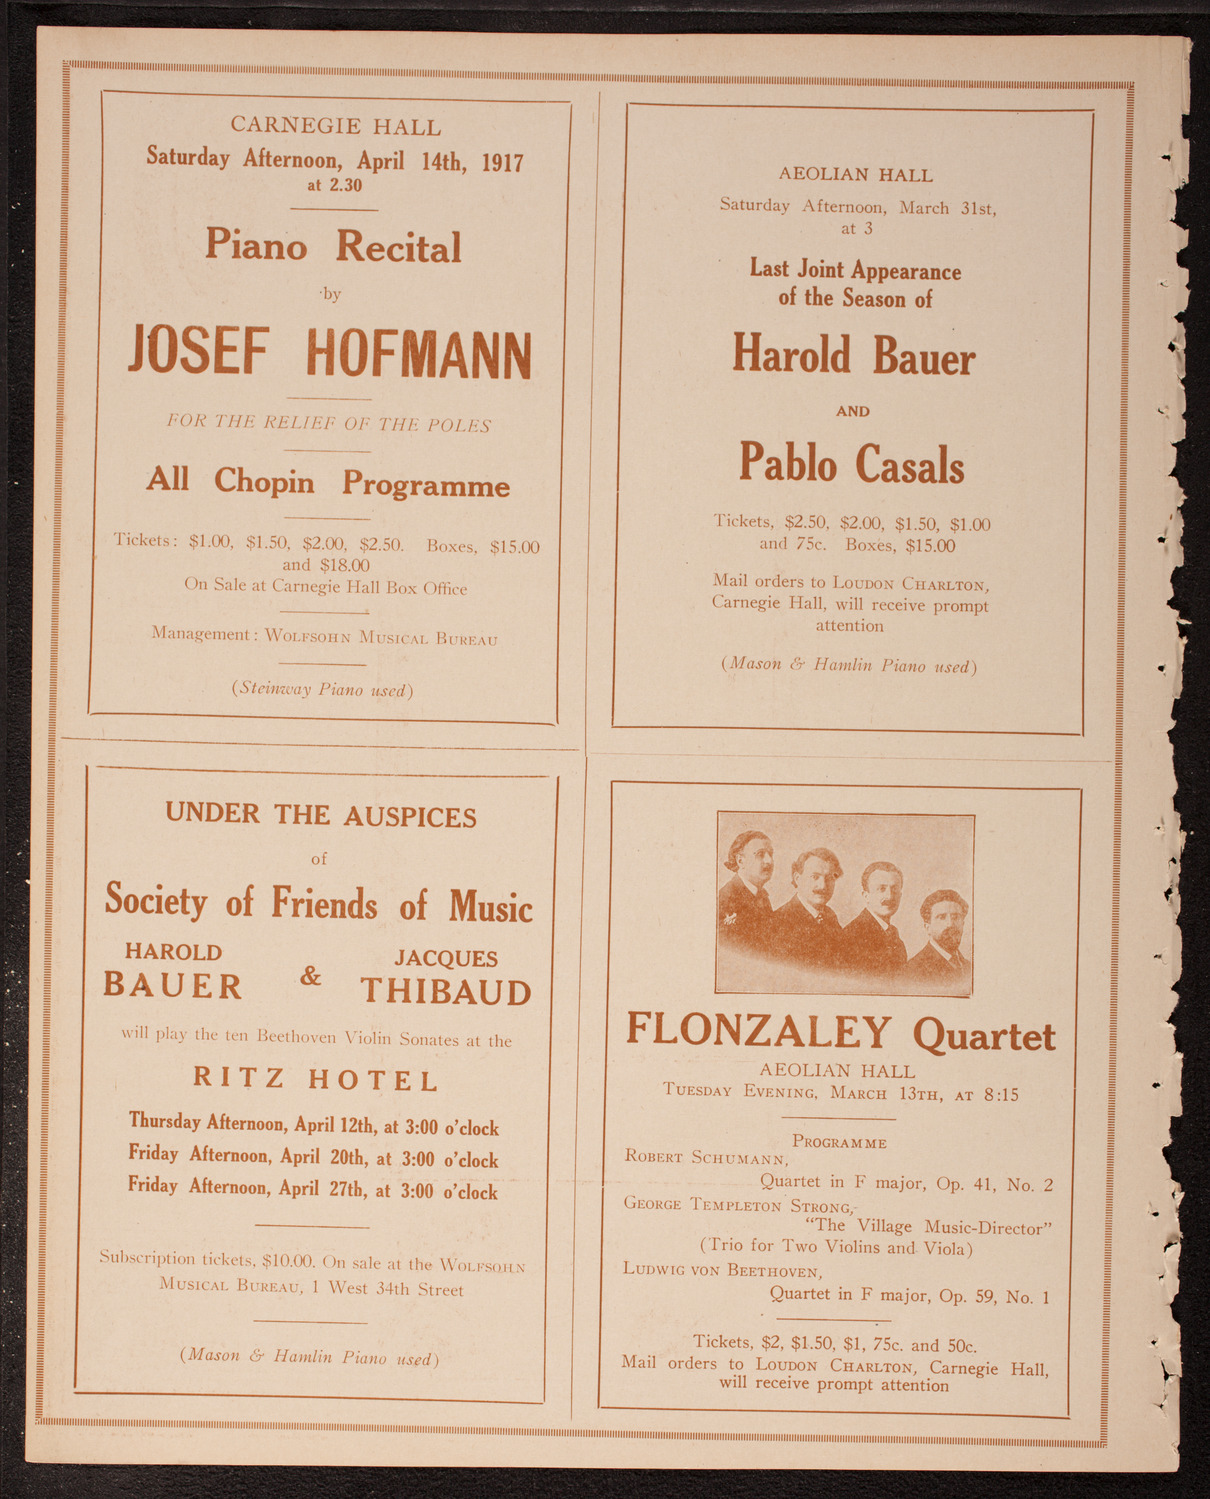 CARNEGIE HALL
Saturday Afternoon, April 14th, 1917
at 2.30
Piano Recital
by
JOSEF HOFMANN
FOR THE RELIEF OF THE POLES
All Chopin Programme
Tickets: $1.00, $1.50, $2.00, $2.50. Boxes, $15.00
and $18.00
On Sale at Carnegie Hall Box Office
Management: WOLFSOHN MUSICAL BUREAU
(Steinway Piano used)
AEOLIAN HALL
Saturday Afternoon, March 31st,
at 3
Last Joint Appearance
of the Season of
Harold Bauer
AND
Pablo Casals
Tickets, $2.50, $2.00, $1.50, $1.00
and 75c. Boxes, $15.00
Mail orders to LOUDON CHARLTON,
Carnegie Hall, will receive prompt
attention
(Mason & Hamlin Piano used)
UNDER THE AUSPICES
of
Society of Friends of Music
HAROLD
BAUER
&
JACQUES
THIBAUD
will play the ten Beethoven Violin Sonates at the
RITZ HOTEL
Thursday Afternoon, April 12th, at 3:00 o'clock
Friday Afternoon, April 20th, at 3:00 o'clock
Friday Afternoon, April 27th, at 3:00 o'clock
Subscription tickets, $10.00. On sale at the WOLFSOHN
MUSICAL BUREAU, 1 West 34th Street
(Mason & Hamlin Piano used)
FLONZALEY Quartet
AEOLIAN HALL
TUESDAY EVENING, MARCH 13TH, AT 8:15
PROGRAMME
ROBERT SCHUMANN,
Quartet in F major, Op. 41, No. 2
GEORGE TEMPLETON STRONG,
"The Village Music-Director"
(Trio for Two Violins and Viola)
LUDWIG VON BEETHOVEN,
Quartet in F major, Op. 59, No. 1
Tickets, $2, $1.50, $1, 75c. and 50c.
Mail orders to LOUDON CHARLTON, Carnegie Hall,
will receive prompt attention